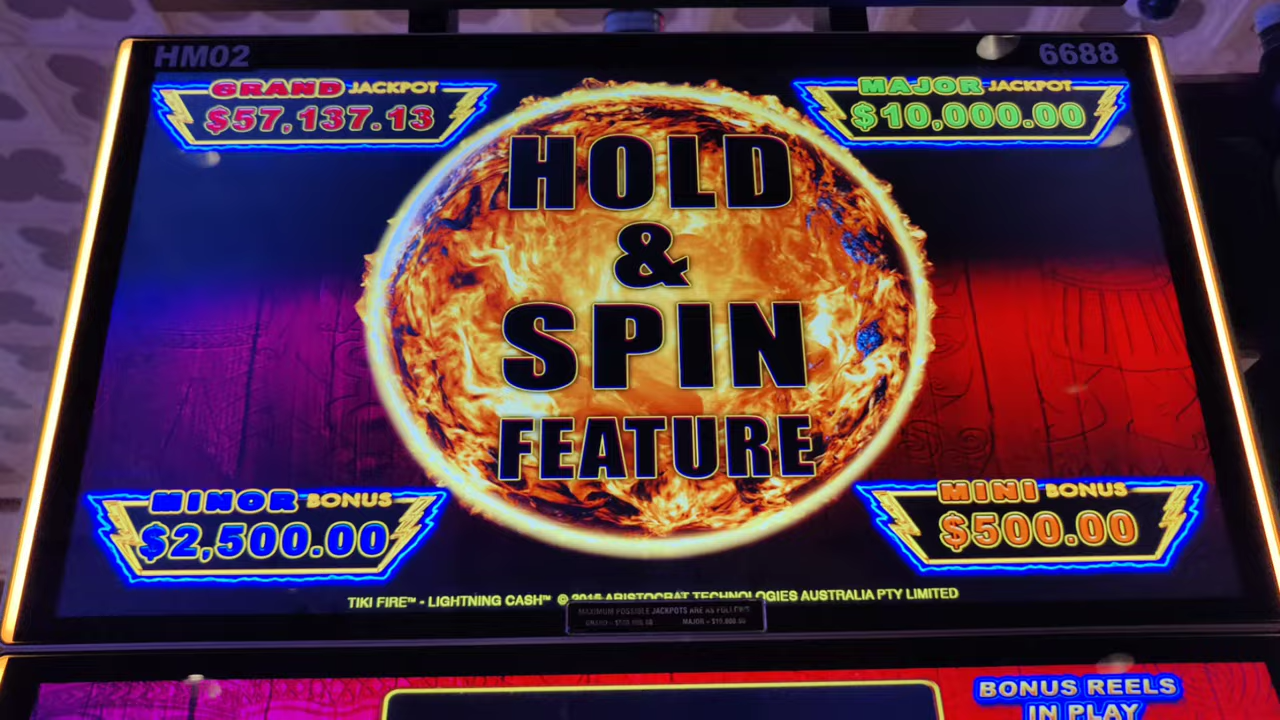 HM02
6688
GRAND JACKPOT
$57,137.13
MAJOR JACKPOT
$10,000.00
HOLD
&
SPIN
FEATURE
MINOR BONUS
$2,500.00
MINI BONUS
$500.00
TIKI FIRE™ - LIGHTNING CASH™ © 2015 ARISTOCRAT TECHNOLOGIES AUSTRALIA PTY LIMITED
MAXIMUM POSSIBLE JACKPOTS ARE AS FOLLOWS
BONUS REELS
IN PLAY